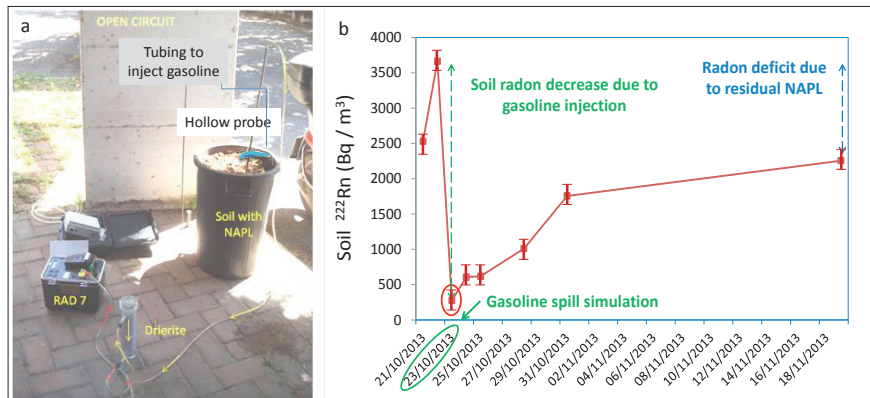 a
OPEN CIRCUIT
Tubing to
inject gasoline
Hollow probe
Soil with
NAPL
RAD 7
Drierite
b
Soil ²²²Rn (Bq / m³)
4000
3500
3000
2500
2000
1500
1000
500
0
Soil radon decrease due to
gasoline injection
Radon deficit due
to residual NAPL
Gasoline spill simulation
21/10/2013
23/10/2013
25/10/2013
27/10/2013
29/10/2013
31/10/2013
02/11/2013
04/11/2013
06/11/2013
08/11/2013
10/11/2013
12/11/2013
14/11/2013
16/11/2013
18/11/2013